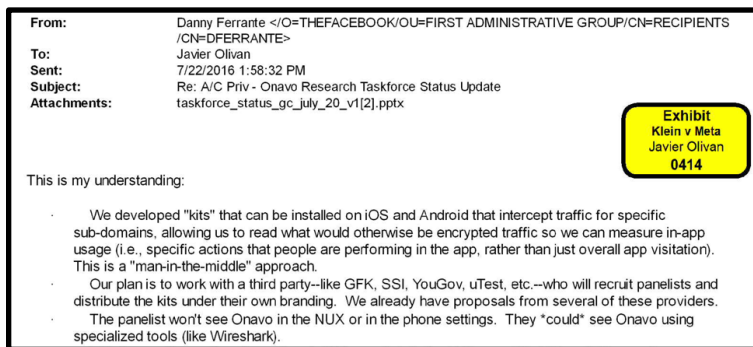 From: Danny Ferrante </O=THEFACEBOOK/OU=FIRST ADMINISTRATIVE GROUP/CN=RECIPIENTS
/CN=DFERRANTE>
To: Javier Olivan
Sent: 7/22/2016 1:58:32 PM
Subject: Re: A/C Priv - Onavo Research Taskforce Status Update
Attachments: taskforce_status_gc_july_20_v1[2].pptx
Exhibit
Klein v Meta
Javier Olivan
0414
This is my understanding:
· We developed "kits" that can be installed on iOS and Android that intercept traffic for specific
sub-domains, allowing us to read what would otherwise be encrypted traffic so we can measure in-app
usage (i.e., specific actions that people are performing in the app, rather than just overall app visitation).
This is a "man-in-the-middle" approach.
· Our plan is to work with a third party--like GFK, SSI, YouGov, uTest, etc.--who will recruit panelists and
distribute the kits under their own branding. We already have proposals from several of these providers.
· The panelist won't see Onavo in the NUX or in the phone settings. They *could* see Onavo using
specialized tools (like Wireshark).